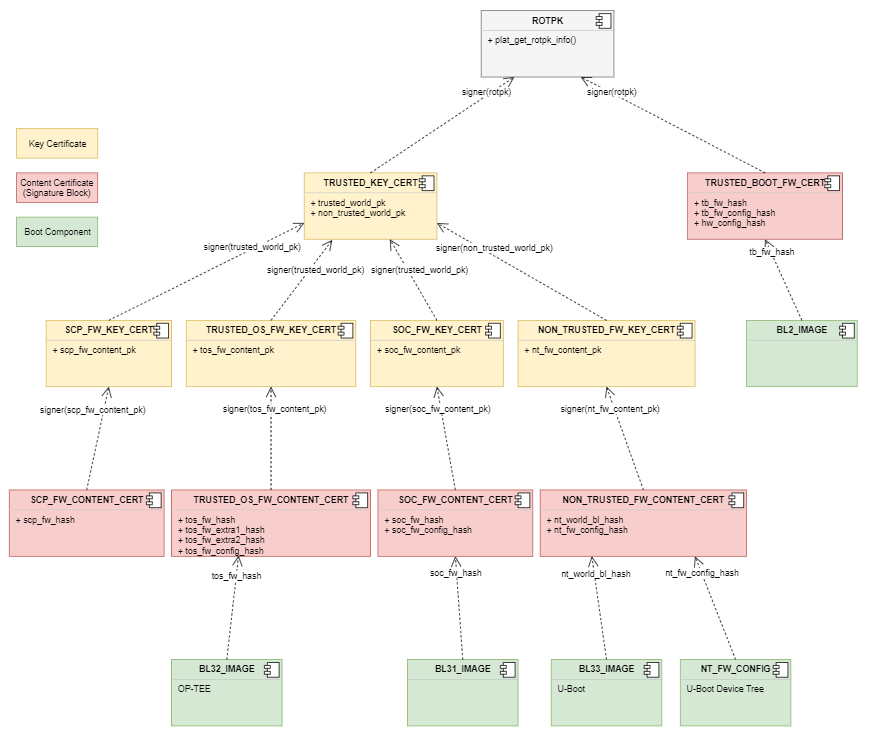 ROTPK
+ plat_get_rotpk_info()
signer(rotpk)
signer(rotpk)
Key Certificate
Content Certificate
(Signature Block)
Boot Component
TRUSTED_KEY_CERT
+ trusted_world_pk
+ non_trusted_world_pk
TRUSTED_BOOT_FW_CERT
+ tb_fw_hash
+ tb_fw_config_hash
+ hw_config_hash
signer(trusted_world_pk)
signer(trusted_world_pk)
signer(trusted_world_pk)
signer(non_trusted_world_pk)
tb_fw_hash
SCP_FW_KEY_CERT
+ scp_fw_content_pk
TRUSTED_OS_FW_KEY_CERT
+ tos_fw_content_pk
SOC_FW_KEY_CERT
+ soc_fw_content_pk
NON_TRUSTED_FW_KEY_CERT
+ nt_fw_content_pk
BL2_IMAGE
signer(scp_fw_content_pk)
signer(tos_fw_content_pk)
signer(soc_fw_content_pk)
signer(nt_fw_content_pk)
SCP_FW_CONTENT_CERT
+ scp_fw_hash
TRUSTED_OS_FW_CONTENT_CERT
+ tos_fw_hash
+ tos_fw_extra1_hash
+ tos_fw_extra2_hash
+ tos_fw_config_hash
SOC_FW_CONTENT_CERT
+ soc_fw_hash
+ soc_fw_config_hash
NON_TRUSTED_FW_CONTENT_CERT
+ nt_world_bl_hash
+ nt_fw_config_hash
tos_fw_hash
soc_fw_hash
nt_world_bl_hash
nt_fw_config_hash
BL32_IMAGE
OP-TEE
BL31_IMAGE
BL33_IMAGE
U-Boot
NT_FW_CONFIG
U-Boot Device Tree